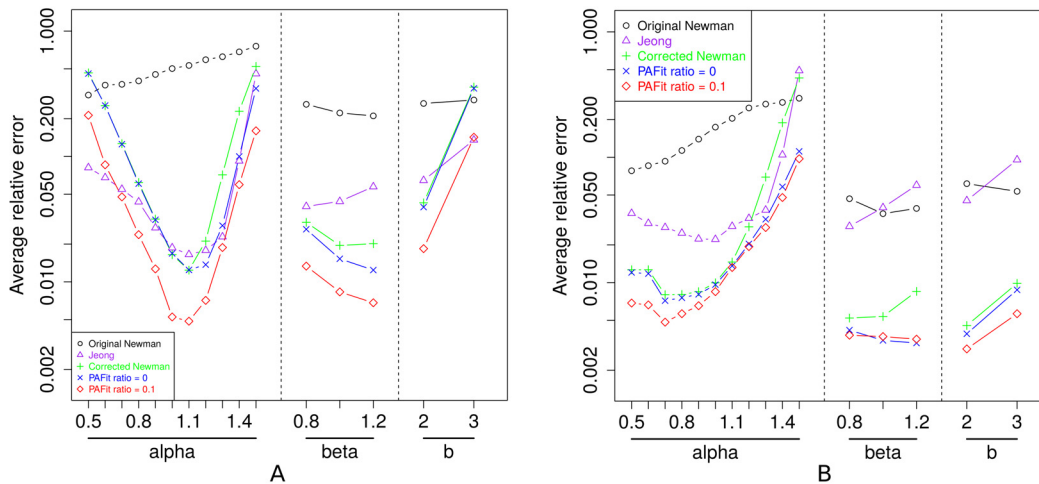 Average relative error
1.000
0.200
0.050
0.010
0.002
Original Newman
Jeong
Corrected Newman
PAFit ratio = 0
PAFit ratio = 0.1
0.5 0.8 1.1 1.4 0.8 1.2 2 3
alpha beta b
A
Average relative error
1.000
0.200
0.050
0.010
0.002
Original Newman
Jeong
Corrected Newman
PAFit ratio = 0
PAFit ratio = 0.1
0.5 0.8 1.1 1.4 0.8 1.2 2 3
alpha beta b
B